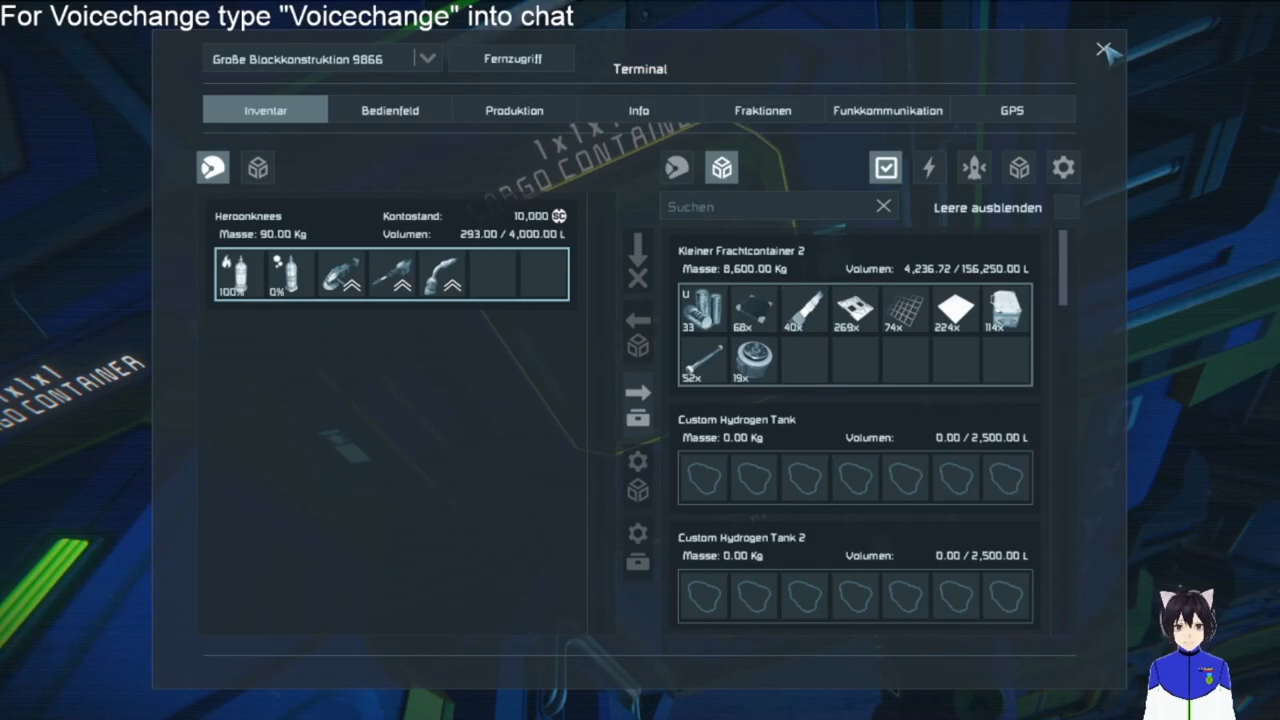 For Voicechange type "Voicechange" into chat
Große Blockkonstruktion 9866
Fernzugriff
Terminal
Inventar
Bedienfeld
Produktion
Info
Fraktionen
Funkkommunikation
GPS
1x1x1
CARGO CONTAINER
Suchen
Leere ausblenden
Heroonknees
Kontostand:
10,000 SC
Masse: 90.00 Kg
Volumen:
293.00 / 4,000.00 L
100%
0%
Kleiner Frachtcontainer 2
Masse: 8,600.00 Kg
Volumen:
4,236.72 / 156,250.00 L
U
33
68x
40x
269x
74x
224x
114x
52x
19x
Custom Hydrogen Tank
Masse: 0.00 Kg
Volumen:
0.00 / 2,500.00 L
Custom Hydrogen Tank 2
Masse: 0.00 Kg
Volumen:
0.00 / 2,500.00 L
CONTAINER